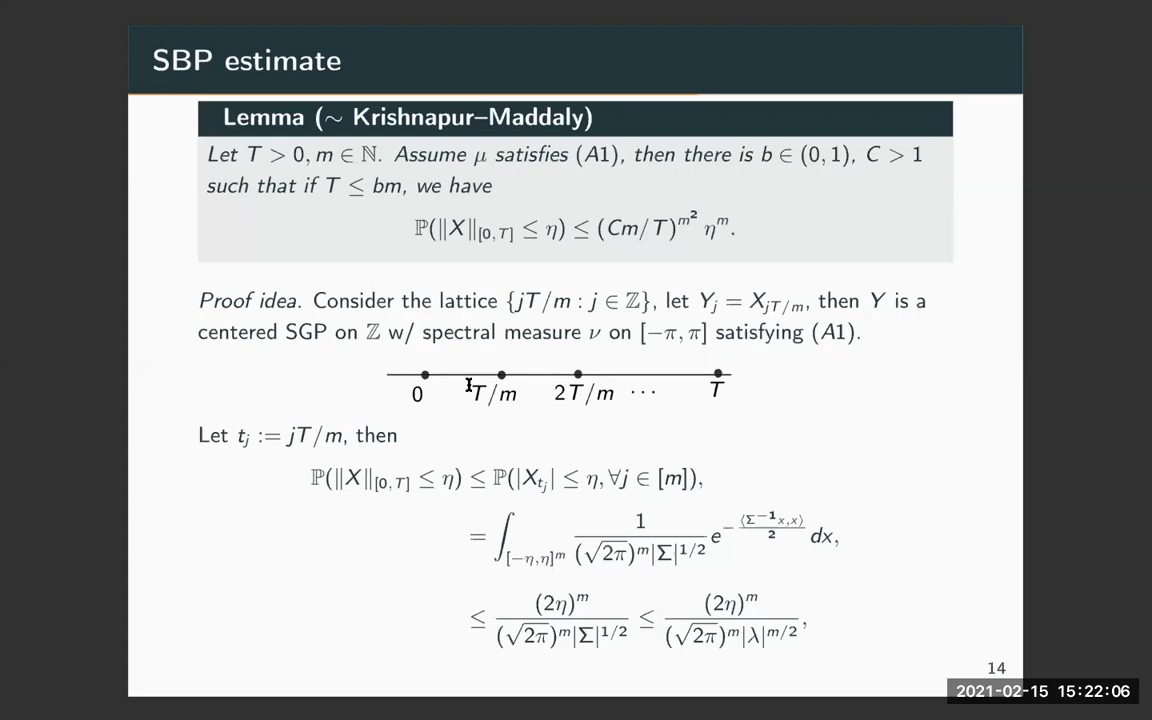 SBP estimate
Lemma (∼ Krishnapur–Maddaly)
Let T > 0, m ∈ ℕ. Assume μ satisfies (A1), then there is b ∈ (0, 1), C > 1
such that if T ≤ bm, we have
ℙ(‖X‖_[0,T] ≤ η) ≤ (Cm/T)^{m²} η^m.
Proof idea. Consider the lattice {jT/m : j ∈ ℤ}, let Y_j = X_{jT/m}, then Y is a
centered SGP on ℤ w/ spectral measure ν on [−π, π] satisfying (A1).
0 T/m 2T/m ··· T
Let t_j := jT/m, then
ℙ(‖X‖_[0,T] ≤ η) ≤ ℙ(|X_{t_j}| ≤ η, ∀j ∈ [m]),
= ∫_{[−η,η]^m} 1/((√2π)^m|Σ|^{1/2}) e^{−⟨Σ^{−1}x,x⟩/2} dx,
≤ (2η)^m/((√2π)^m|Σ|^{1/2}) ≤ (2η)^m/((√2π)^m|λ|^{m/2}),
14
2021-02-15 15:22:06